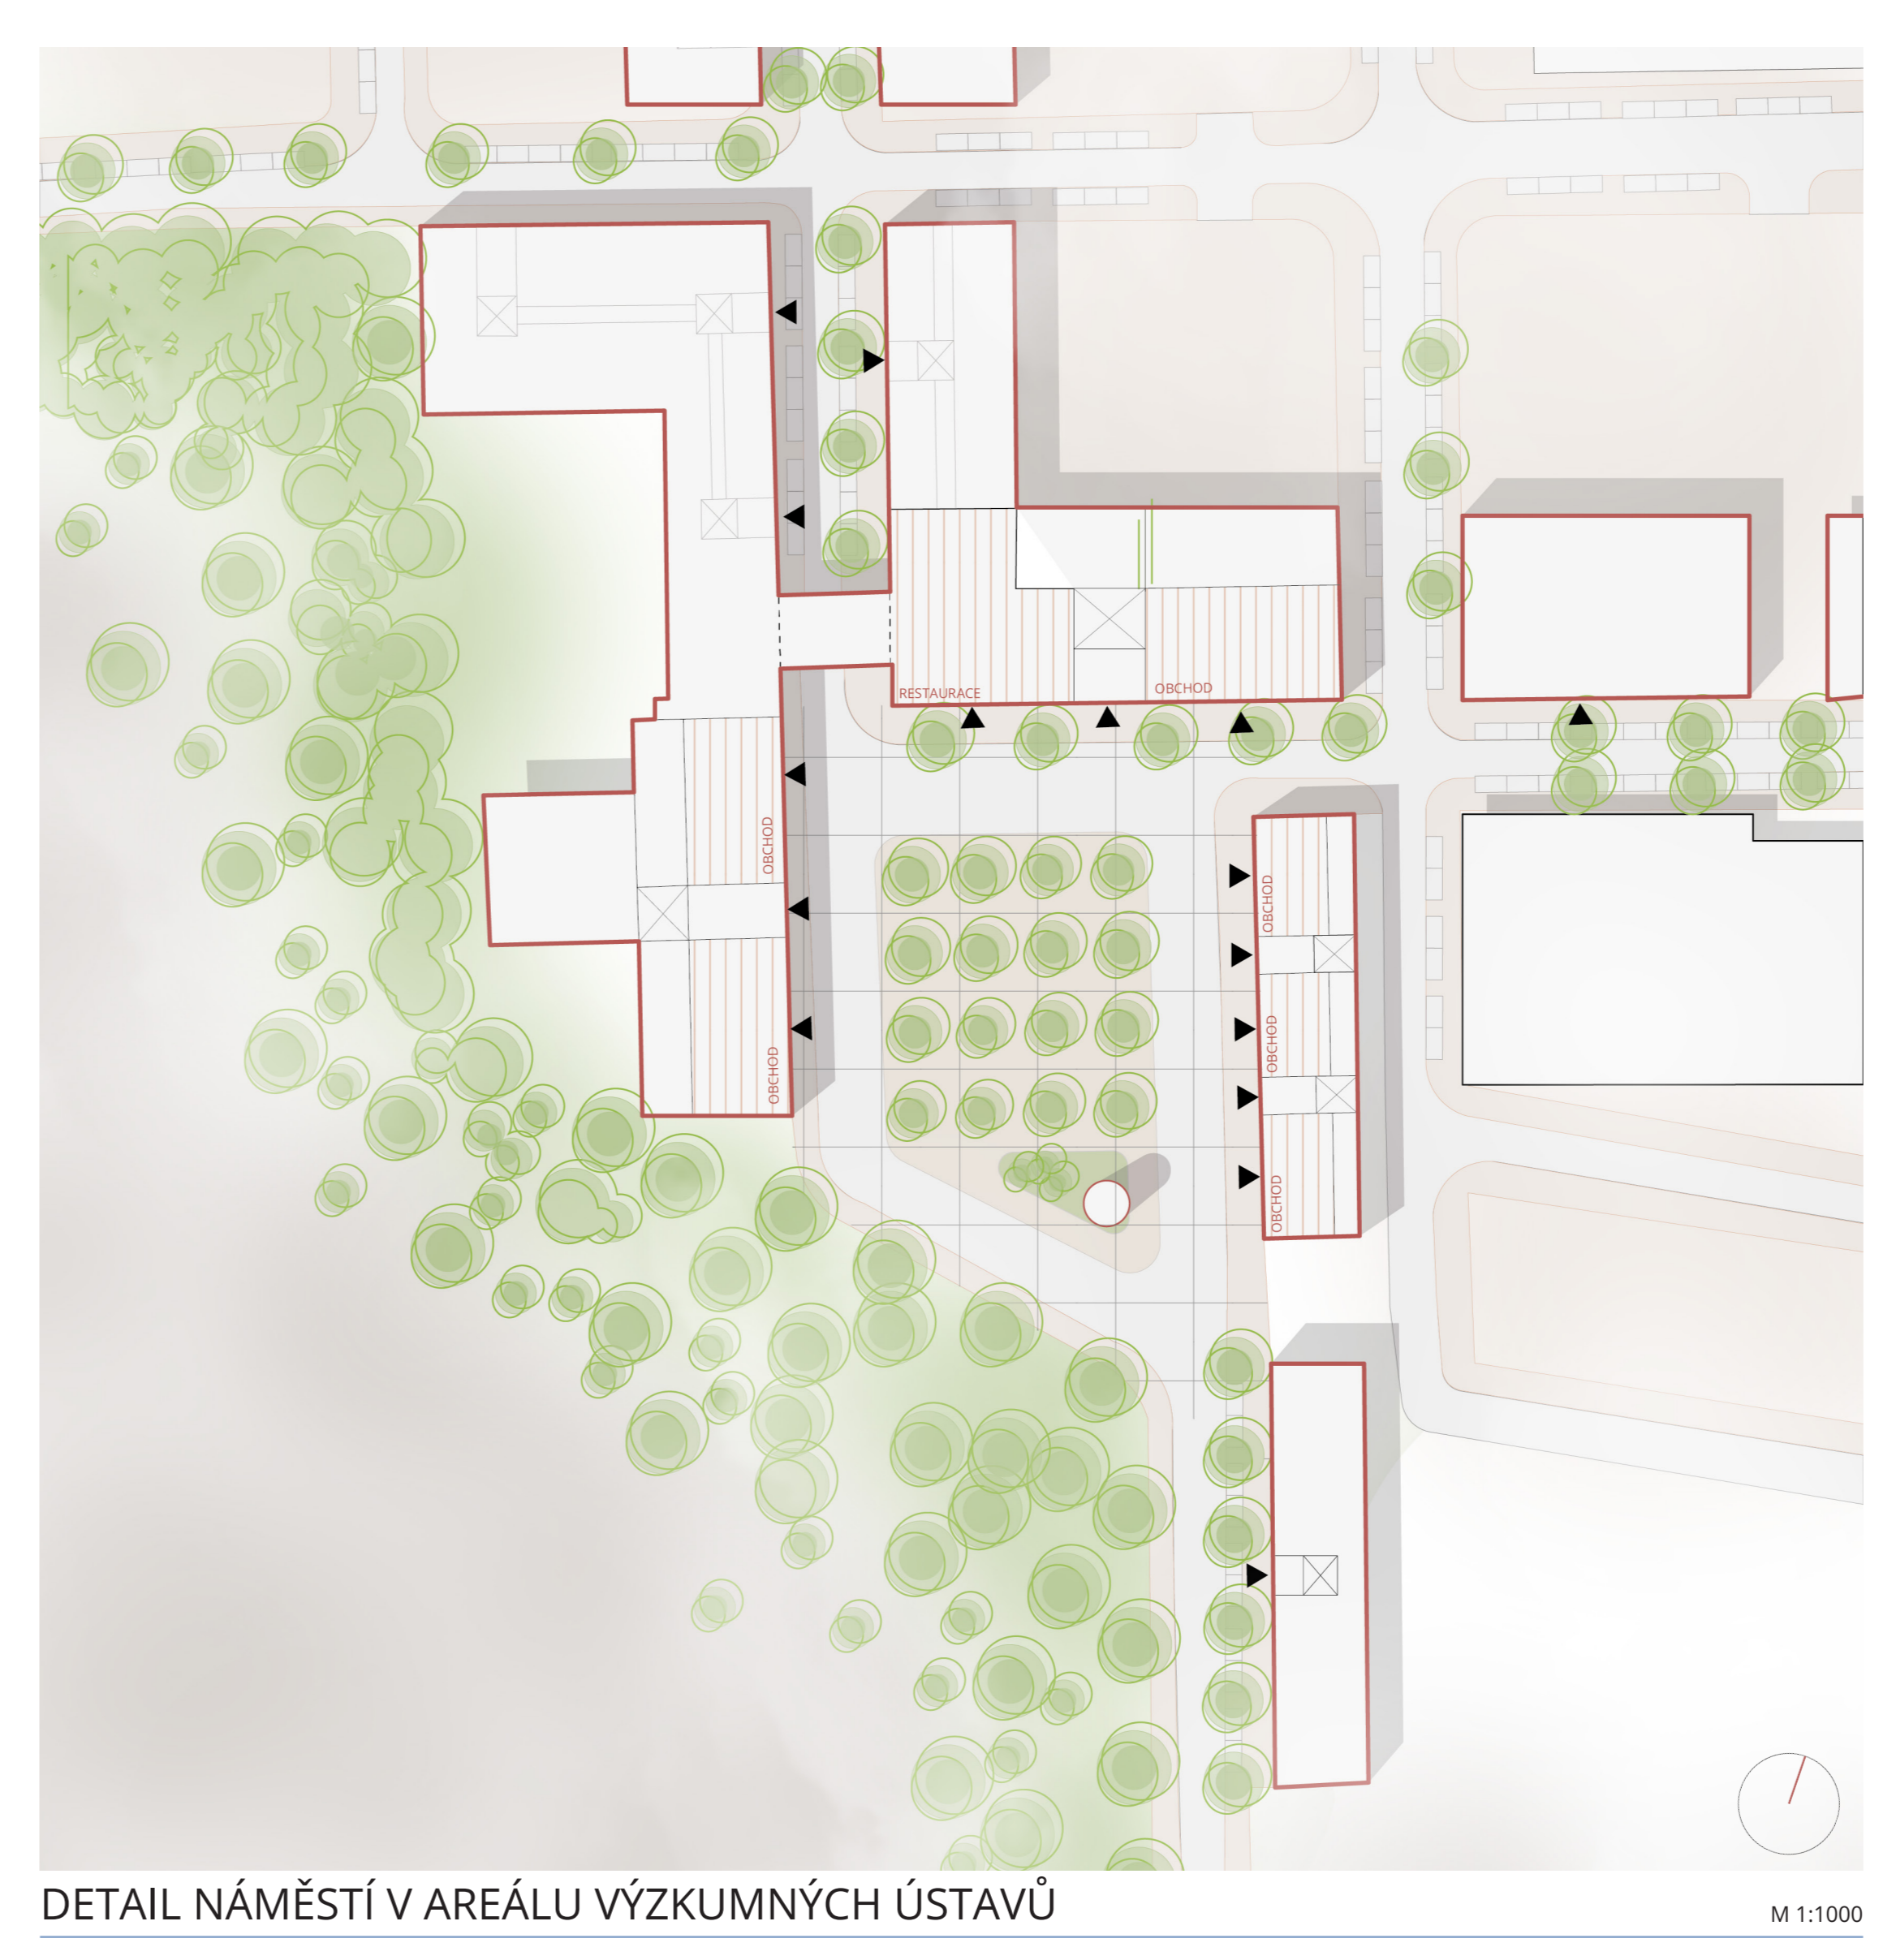 RESTAURACE
OBCHOD
OBCHOD
OBCHOD
OBCHOD
OBCHOD
OBCHOD
DETAIL NÁMĚSTÍ V AREÁLU VÝZKUMNÝCH ÚSTAVŮ
M 1:1000